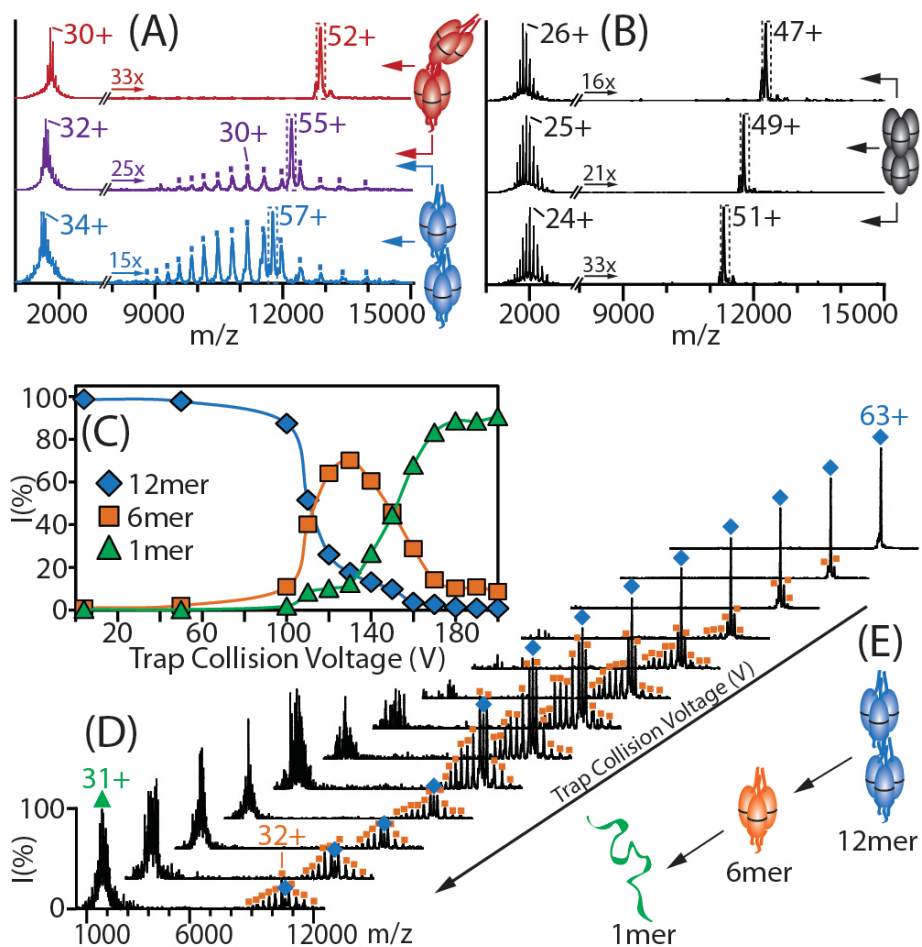 (A)
30+
52+
33x
32+
30+
55+
25x
34+
57+
15x
2000 9000 12000 15000
m/z
(B)
26+
47+
16x
25+
49+
21x
24+
51+
33x
2000 9000 12000 15000
m/z
(C)
I(%)
100
80
60
40
20
0
12mer
6mer
1mer
20 60 100 140 180
Trap Collision Voltage (V)
63+
(D)
31+
32+
I(%)
100
0
1000 6000 12000 m/z
Trap Collision Voltage (V)
(E)
12mer
6mer
1mer